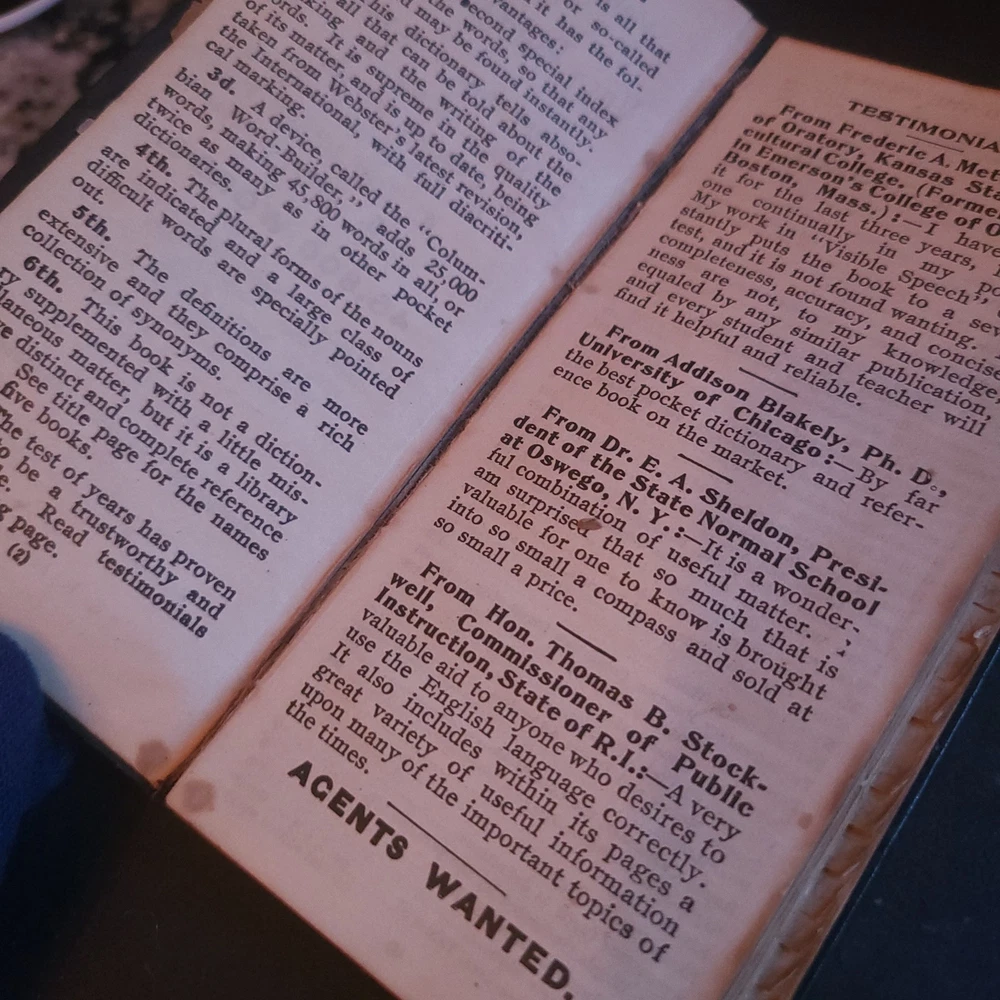 is all that
or so-called
it has the fol-
vantages:
second special index
the words, so that any
may be found instantly.
his dictionary tells abso-
all that can be told about the
king and the writing of the
ords. It is supreme in the quality
of its matter, and is up to date, being
taken from Webster's latest revision,
the International, with full diacriti-
cal marking.
3d. A device, called the "Colum-
bian Word-Builder," adds 25,000
words, making 45,800 words in all, or
twice as many as in other pocket
dictionaries.
4th. The plural forms of the nouns
are indicated and a large class of
difficult words are specially pointed
out.
5th. The definitions are more
extensive and they comprise a rich
collection of synonyms.
6th. This book is not a diction-
ry supplemented with a little mis-
laneous matter, but it is a library
e distinct and complete reference
See title page for the names
five books.
he test of years has proven
to be a trustworthy and
e. Read testimonials
g page.
(2)
TESTIMONIA
From Frederic A. Met
of Oratory, Kansas Sta
cultural College. (Forme
in Emerson's College of O
Boston, Mass.):—I have
it for the last three years,
one continually in my po
My work in "Visible Speech",
stantly puts the book to a sev
test, and it is not found wanting.
completeness, accuracy, and concise
ness are not, to my knowledge
equaled by any similar publication,
and every student and teacher will
find it helpful and reliable.
From Addison Blakely, Ph. D.,
University of Chicago:—By far
the best pocket dictionary and refer-
ence book on the market.
From Dr. E. A. Sheldon, Presi-
dent of the State Normal School
at Oswego, N. Y.:—It is a wonder-
ful combination of useful matter. I
am surprised that so much that is
valuable for one to know is brought
into so small a compass and sold at
so small a price.
From Hon. Thomas B. Stock-
well, Commissioner of Public
Instruction, State of R.I.:—A very
valuable aid to anyone who desires to
use the English language correctly.
It also includes within its pages a
great variety of useful information
upon many of the important topics of
the times.
AGENTS WANTED.